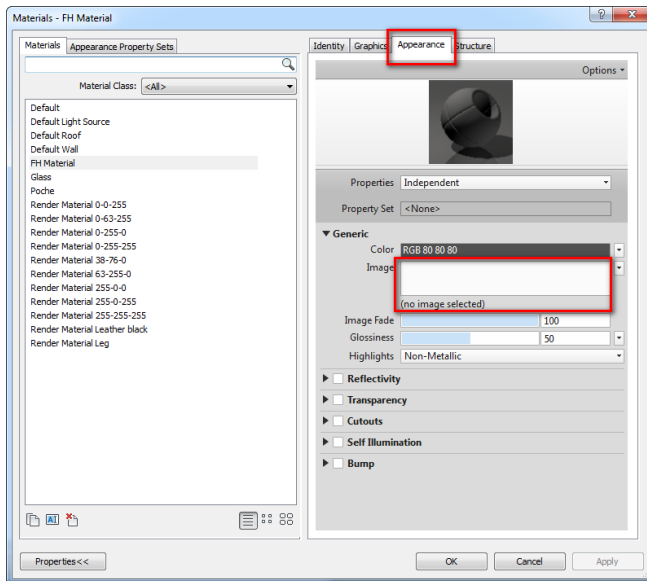 Materials - FH Material
Materials
Appearance Property Sets
Material Class: <All>
Default
Default Light Source
Default Roof
Default Wall
FH Material
Glass
Poche
Render Material 0-0-255
Render Material 0-63-255
Render Material 0-255-0
Render Material 0-255-255
Render Material 38-76-0
Render Material 63-255-0
Render Material 255-0-0
Render Material 255-0-255
Render Material 255-255-255
Render Material Leather black
Render Material Leg
AI
Properties<<
Identity Graphics Appearance Structure
Options
Properties Independent
Property Set <None>
Generic
Color RGB 80 80 80
Image
(no image selected)
Image Fade 100
Glossiness 50
Highlights Non-Metallic
Reflectivity
Transparency
Cutouts
Self Illumination
Bump
OK Cancel Apply